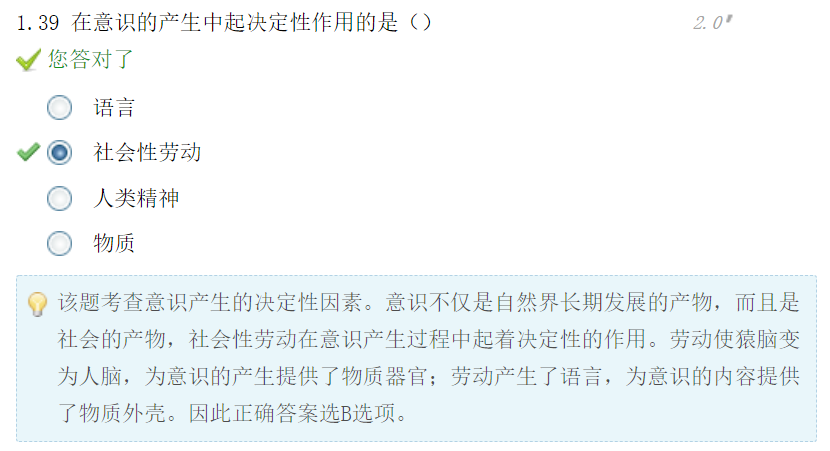 1.39 在意识的产生中起决定性作用的是（） 2.0
您答对了
语言
社会性劳动
人类精神
物质
该题考查意识产生的决定性因素。意识不仅是自然界长期发展的产物，而且是
社会的产物，社会性劳动在意识产生过程中起着决定性的作用。劳动使猿脑变
为人脑，为意识的产生提供了物质器官；劳动产生了语言，为意识的内容提供
了物质外壳。因此正确答案选B选项。